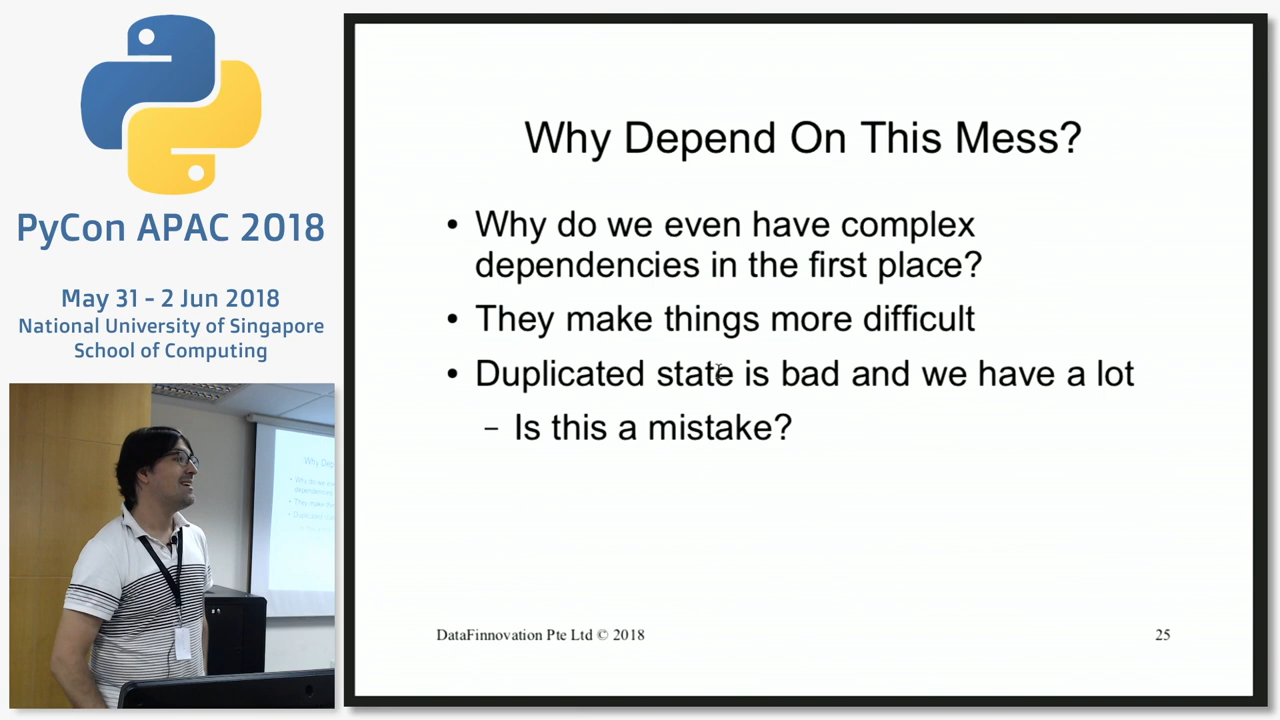 PyCon APAC 2018
May 31 - 2 Jun 2018
National University of Singapore
School of Computing
Why Depend On This Mess?
• Why do we even have complex
dependencies in the first place?
• They make things more difficult
• Duplicated state is bad and we have a lot
– Is this a mistake?
DataFinnovation Pte Ltd © 2018
25